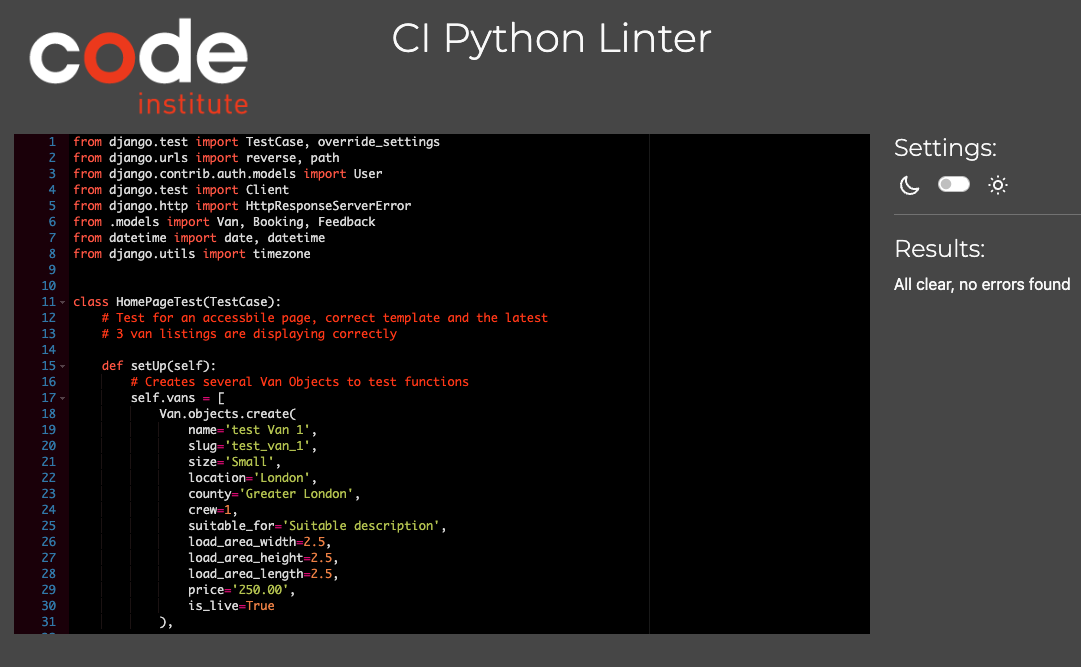 code
institute
CI Python Linter
1 from django.test import TestCase, override_settings
2 from django.urls import reverse, path
3 from django.contrib.auth.models import User
4 from django.test import Client
5 from django.http import HttpResponseServerError
6 from .models import Van, Booking, Feedback
7 from datetime import date, datetime
8 from django.utils import timezone
9
10
11 class HomePageTest(TestCase):
12     # Test for an accessbile page, correct template and the latest
13     # 3 van listings are displaying correctly
14
15     def setUp(self):
16         # Creates several Van Objects to test functions
17         self.vans = [
18             Van.objects.create(
19                 name='test Van 1',
20                 slug='test_van_1',
21                 size='Small',
22                 location='London',
23                 county='Greater London',
24                 crew=1,
25                 suitable_for='Suitable description',
26                 load_area_width=2.5,
27                 load_area_height=2.5,
28                 load_area_length=2.5,
29                 price='250.00',
30                 is_live=True
31             ),
Settings:
Results:
All clear, no errors found